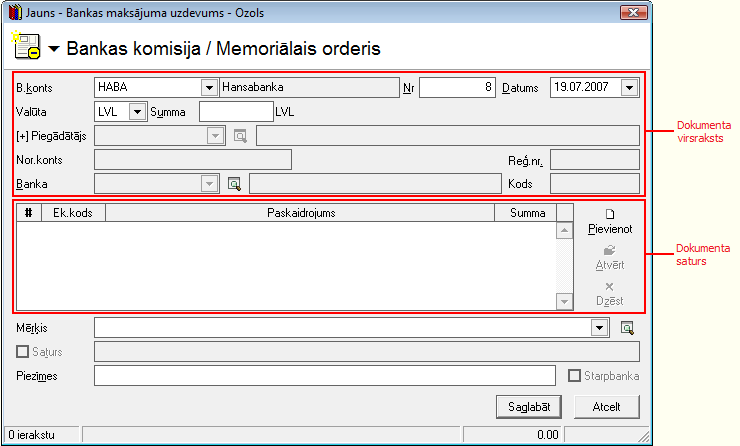 Jauns - Bankas maksājuma uzdevums - Ozols
Bankas komisija / Memoriālais orderis
B.konts HABA Hansabanka Nr 8 Datums 19.07.2007
Valūta LVL Summa LVL
[+] Piegādātājs
Nor.konts Reģ.nr.
Banka Kods
Dokumenta
virsraksts
# Ek.kods Paskaidrojums Summa
Pievienot
Atvērt
Dzēst
Dokumenta
saturs
Mērķis
Saturs
Piezīmes Starpbanka
Saglabāt Atcelt
0 ierakstu 0.00